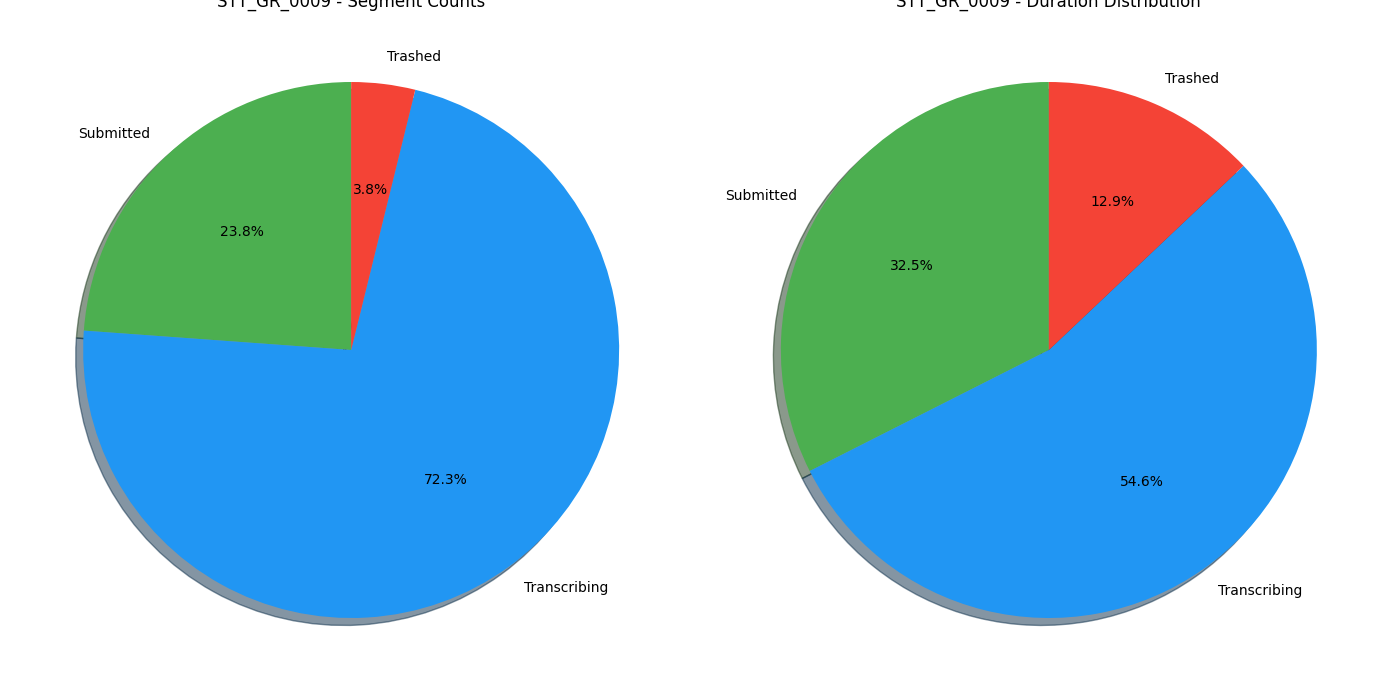 STT_GR_0009 - Segment Counts
Trashed
Submitted
3.8%
23.8%
72.3%
Transcribing
STT_GR_0009 - Duration Distribution
Trashed
Submitted
12.9%
32.5%
54.6%
Transcribing